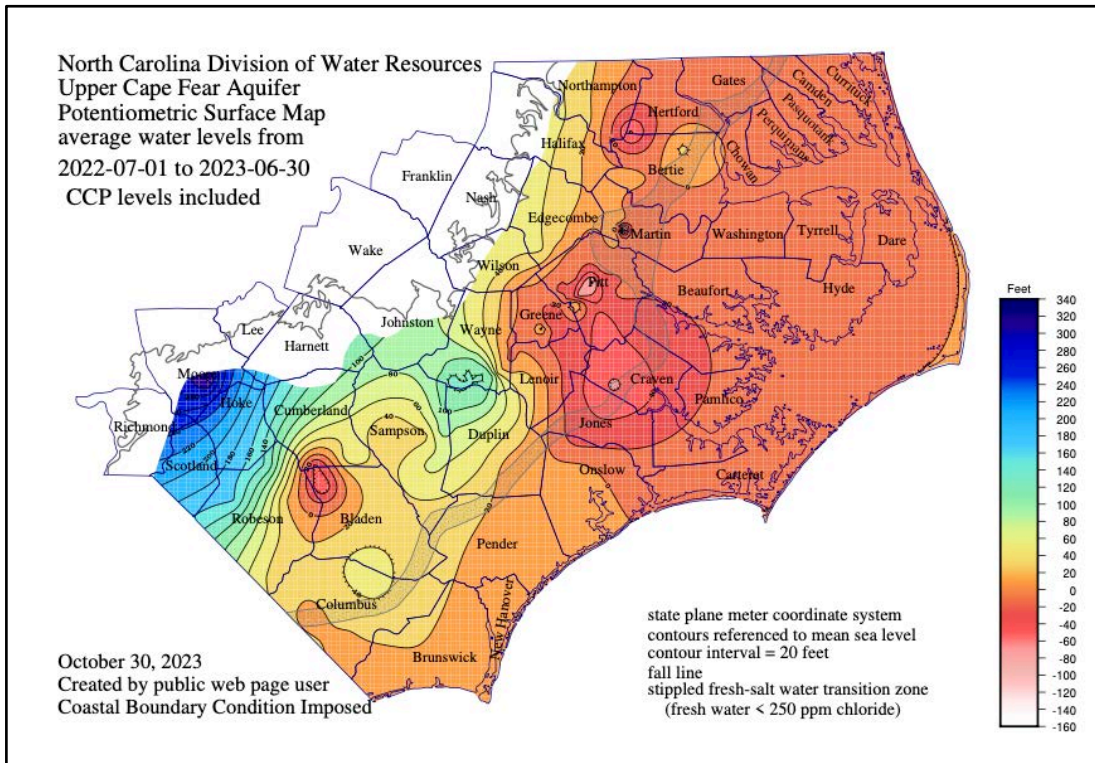 North Carolina Division of Water Resources
Upper Cape Fear Aquifer
Potentiometric Surface Map
average water levels from
2022-07-01 to 2023-06-30
CCP levels included
Northampton
Gates
Hertford
Camden
Currituck
Pasquotank
Perquimans
Chowan
Halifax
Bertie
Franklin
Nash
Edgecombe
Martin
Washington
Tyrrell
Dare
Wake
Wilson
Pitt
Beaufort
Hyde
Lee
Harnett
Johnston
Wayne
Greene
Moore
Hoke
Cumberland
Sampson
Duplin
Lenoir
Craven
Pamlico
Jones
Richmond
Scotland
Robeson
Bladen
Onslow
Carteret
Pender
Columbus
New Hanover
Brunswick
Feet
340
320
300
280
260
240
220
200
180
160
140
120
100
80
60
40
20
0
-20
-40
-60
-80
-100
-120
-140
-160
state plane meter coordinate system
contours referenced to mean sea level
contour interval = 20 feet
fall line
stippled fresh-salt water transition zone
(fresh water < 250 ppm chloride)
October 30, 2023
Created by public web page user
Coastal Boundary Condition Imposed